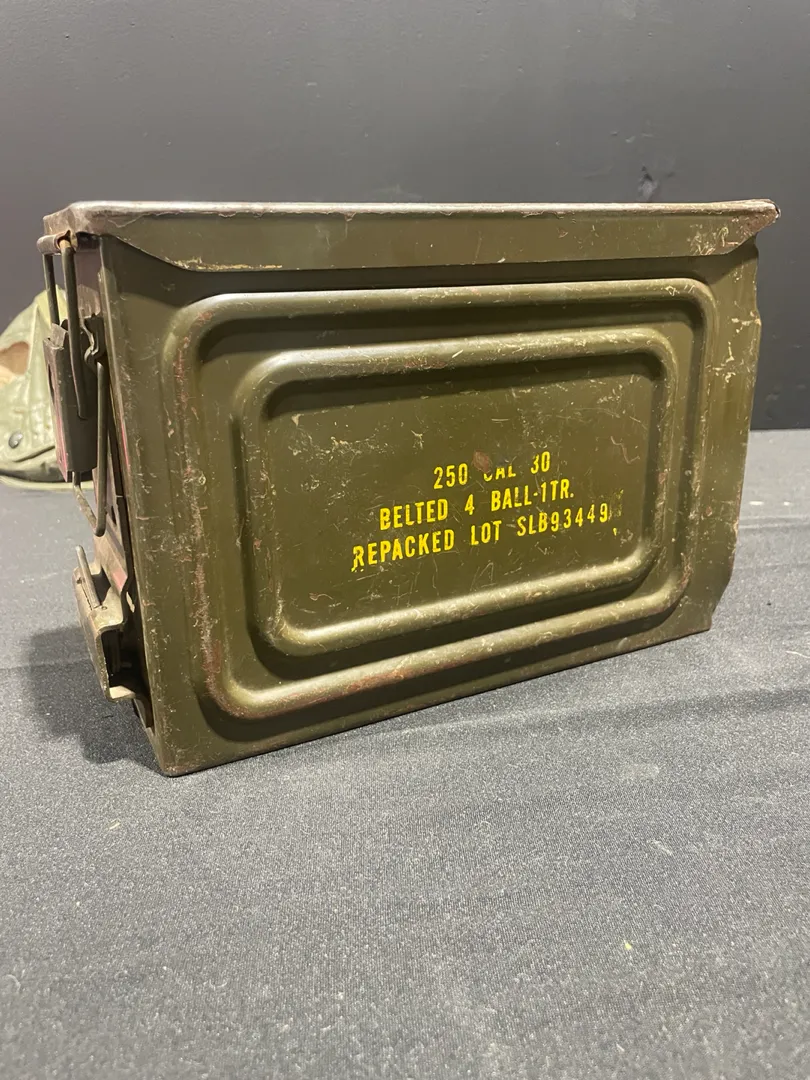 250 CAL 30
BELTED 4 BALL-1TR.
REPACKED LOT SLB93449